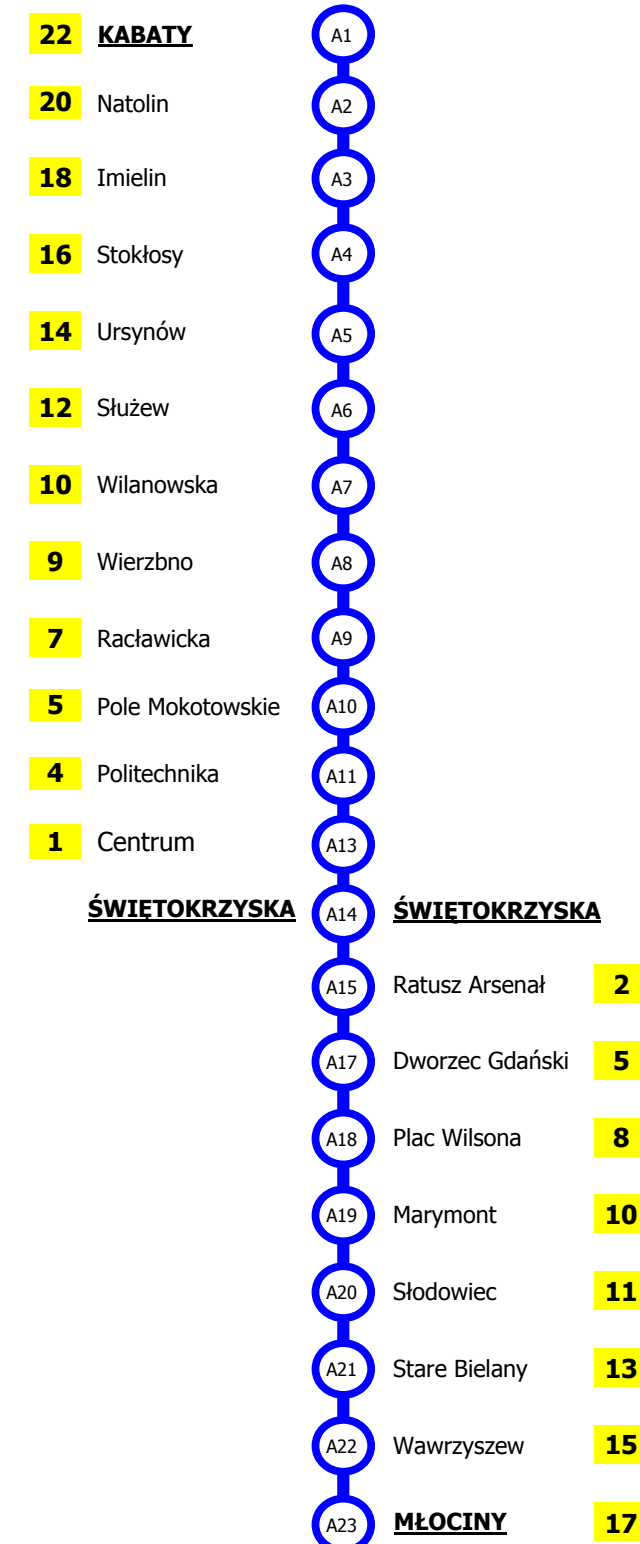 22 KABATY A1
20 Natolin A2
18 Imielin A3
16 Stokłosy A4
14 Ursynów A5
12 Służew A6
10 Wilanowska A7
9 Wierzbno A8
7 Racławicka A9
5 Pole Mokotowskie A10
4 Politechnika A11
1 Centrum A13
ŚWIĘTOKRZYSKA A14 ŚWIĘTOKRZYSKA
A15 Ratusz Arsenał 2
A17 Dworzec Gdański 5
A18 Plac Wilsona 8
A19 Marymont 10
A20 Słodowiec 11
A21 Stare Bielany 13
A22 Wawrzyszew 15
A23 MŁOCINY 17